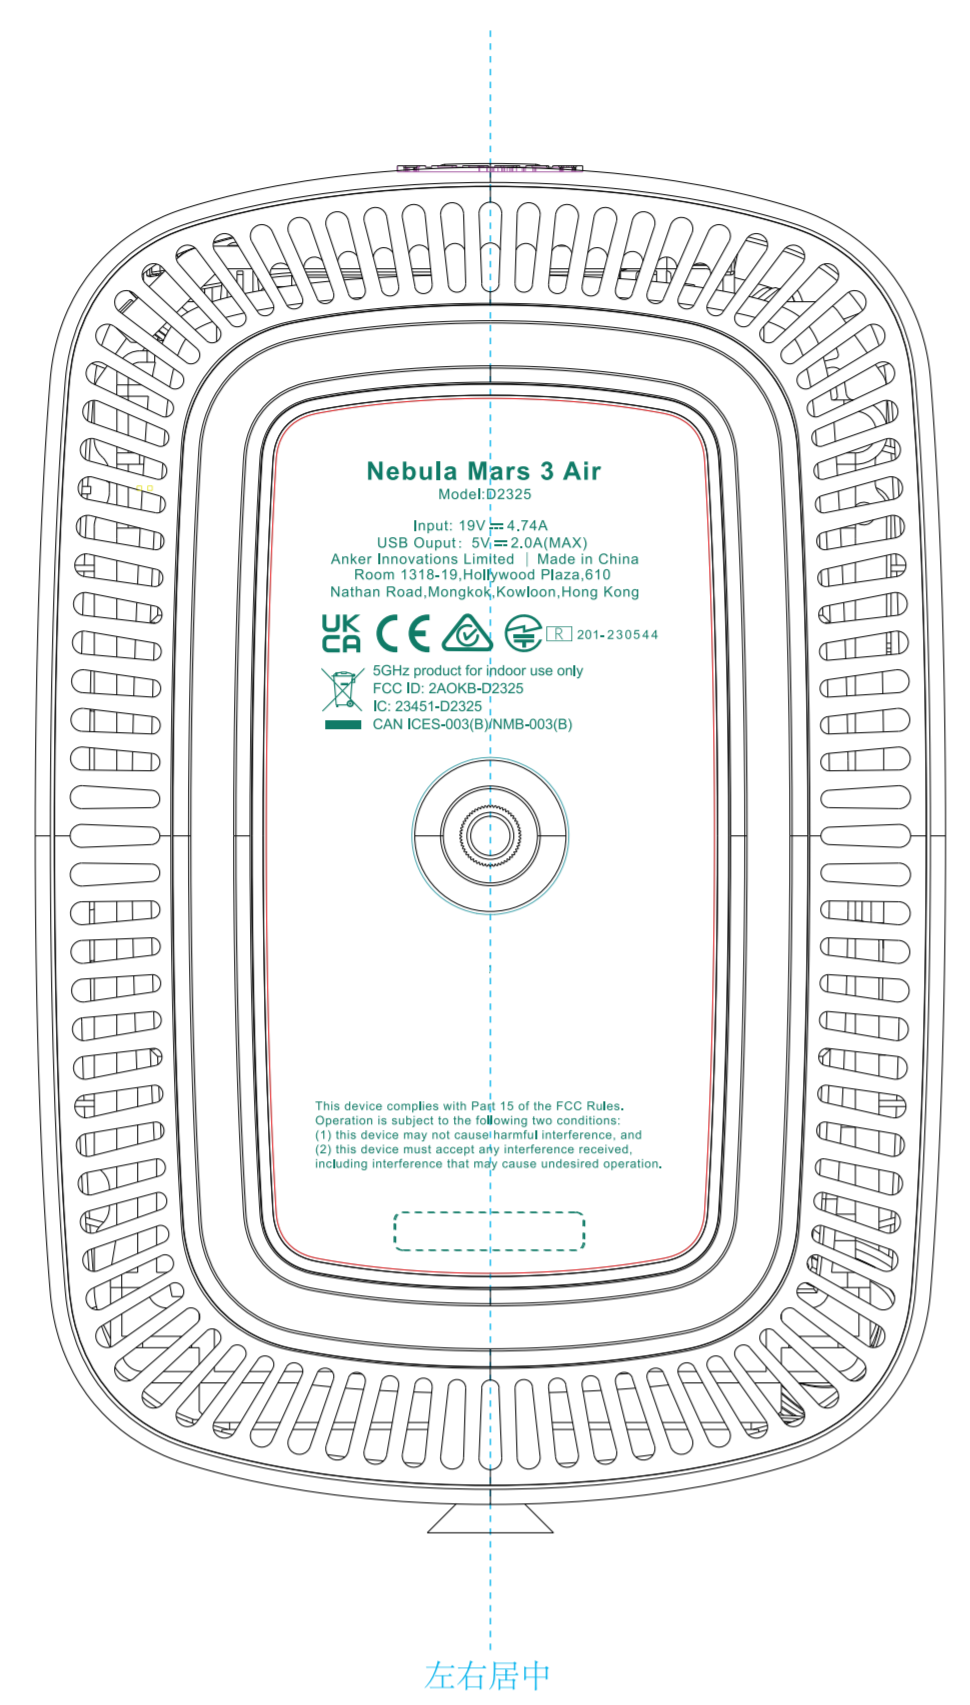 Nebula Mars 3 Air
Model:D2325
Input: 19V ⎓ 4.74A
USB Ouput: 5V ⎓ 2.0A(MAX)
Anker Innovations Limited | Made in China
Room 1318-19,Hollywood Plaza,610
Nathan Road,Mongkok,Kowloon,Hong Kong
UK
CA CE R 201-230544
5GHz product for indoor use only
FCC ID: 2AOKB-D2325
IC: 23451-D2325
CAN ICES-003(B)/NMB-003(B)
This device complies with Part 15 of the FCC Rules.
Operation is subject to the following two conditions:
(1) this device may not cause harmful interference, and
(2) this device must accept any interference received,
including interference that may cause undesired operation.
左右居中